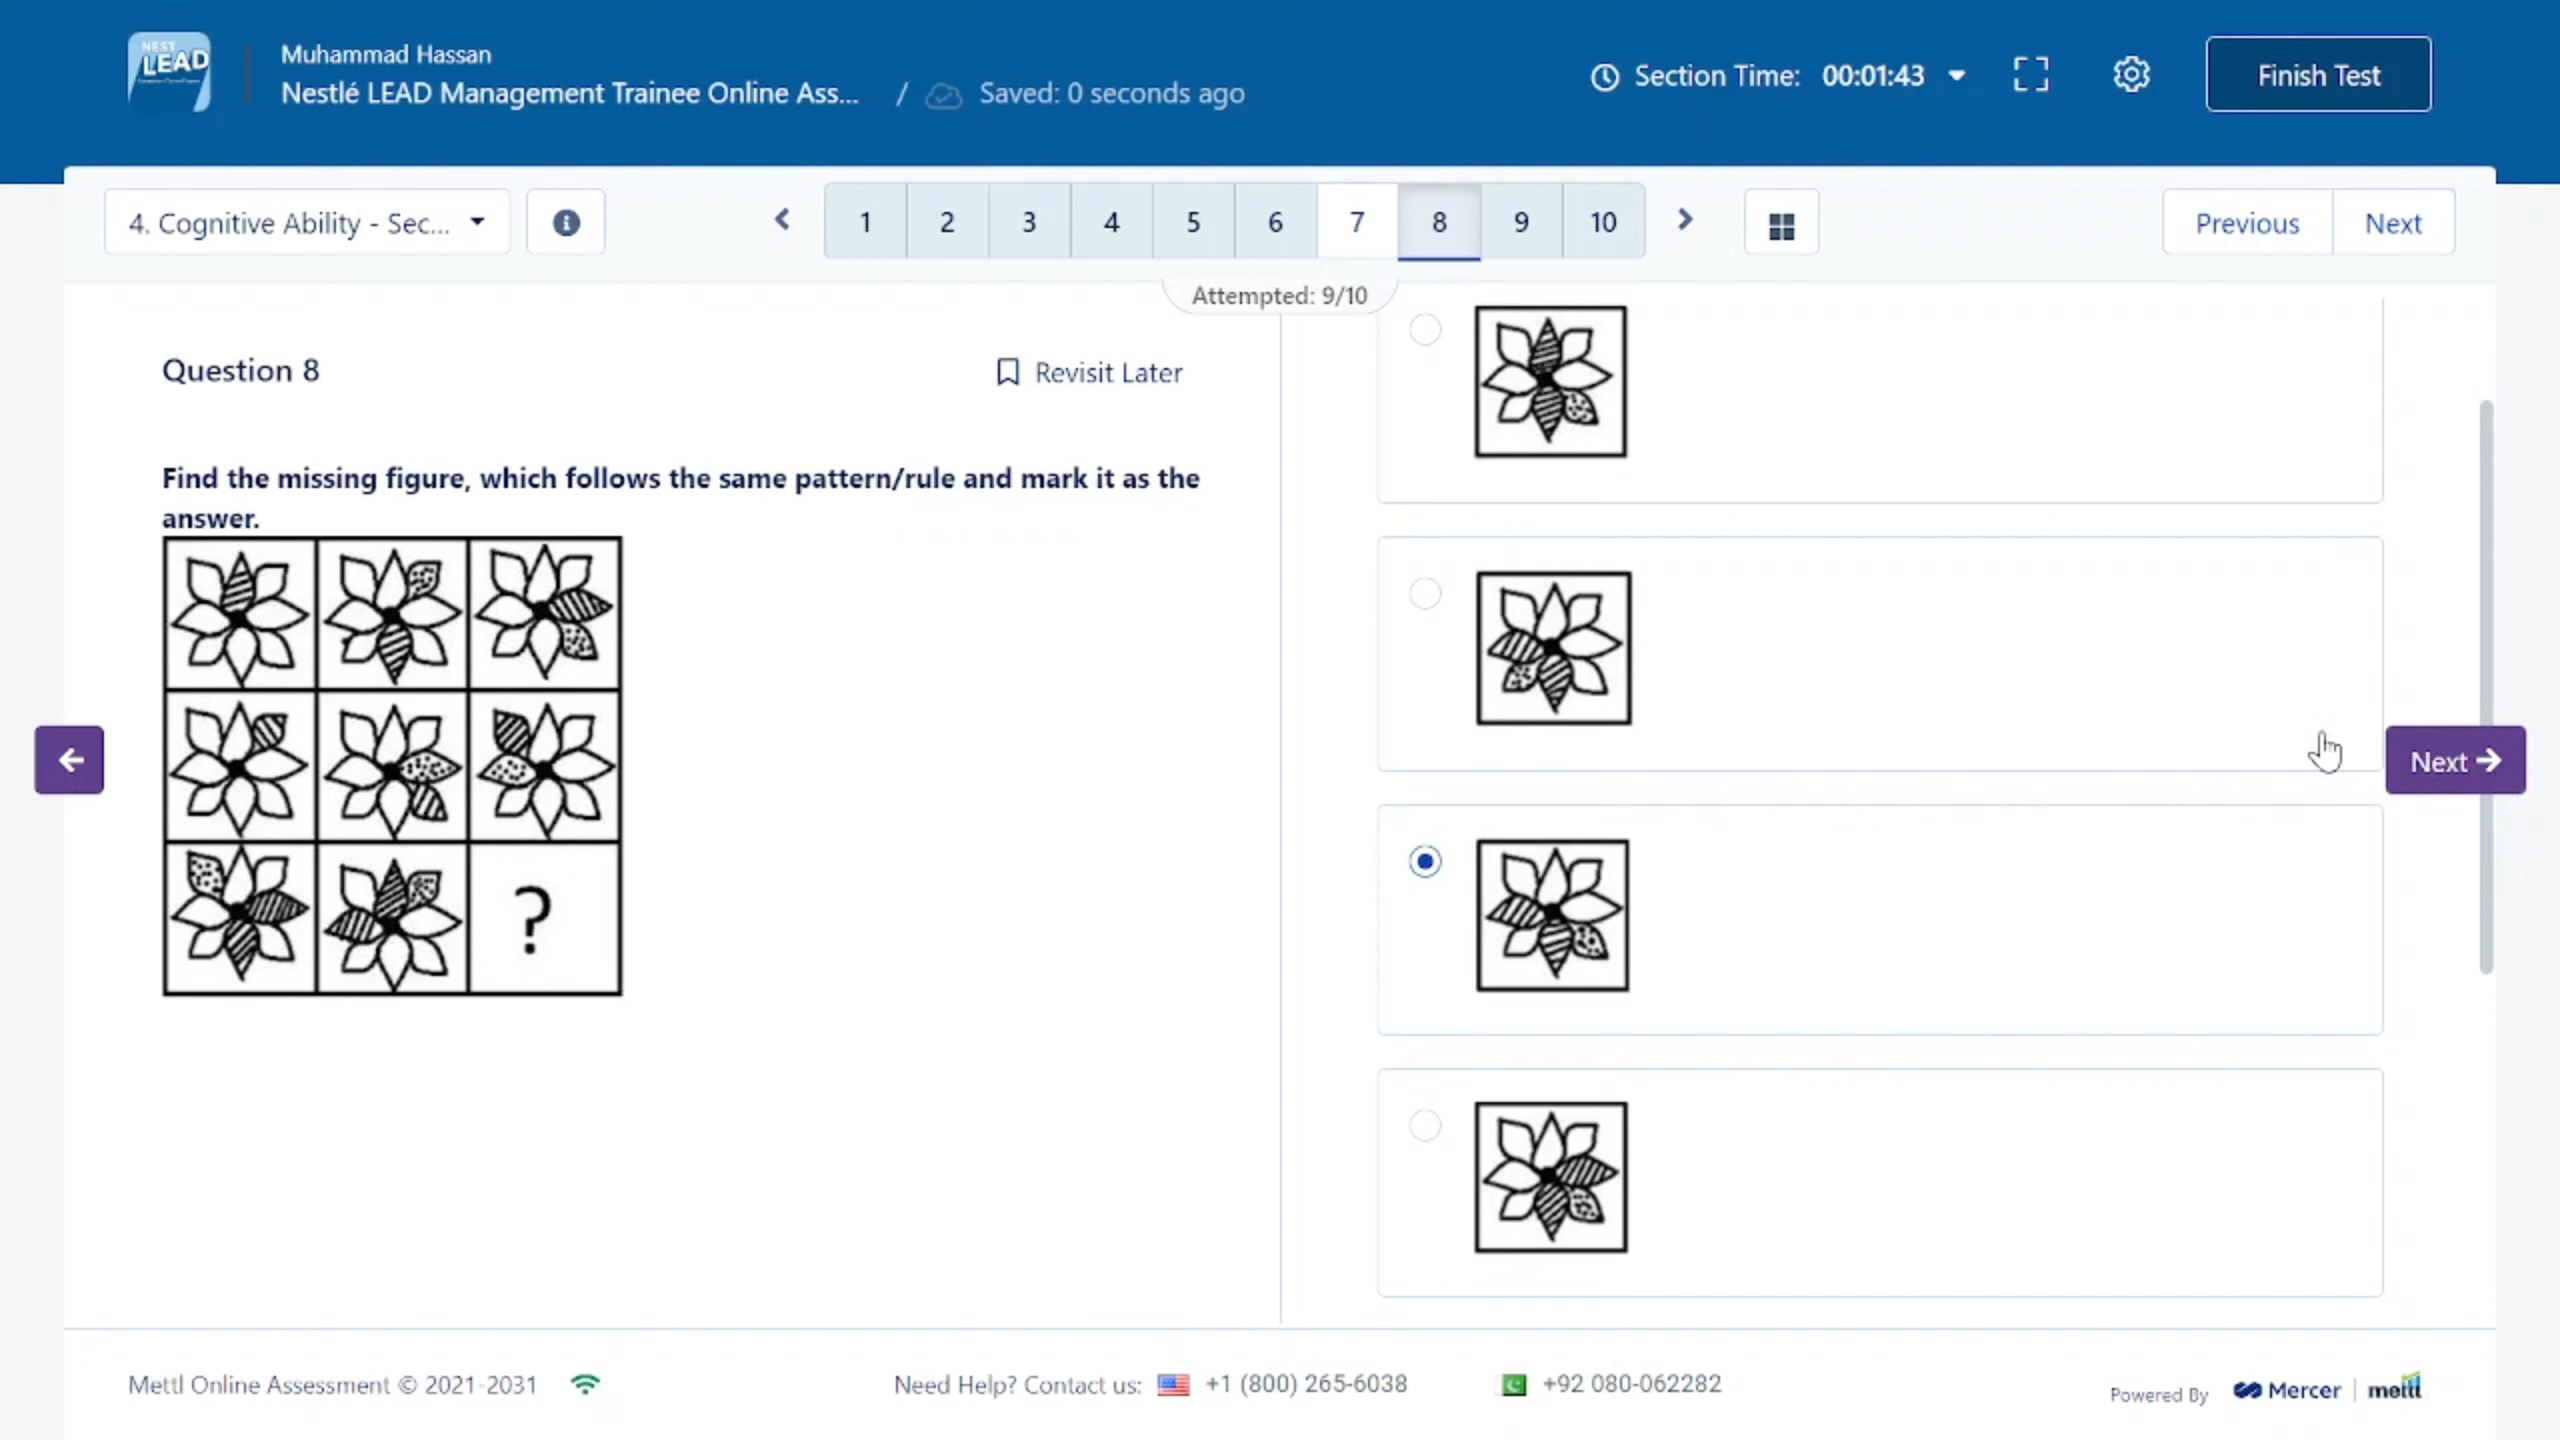 NEST
LEAD
Muhammad Hassan
Nestlé LEAD Management Trainee Online Ass... / Saved: 0 seconds ago
Section Time: 00:01:43
Finish Test
4. Cognitive Ability - Sec...
1 2 3 4 5 6 7 8 9 10
Previous Next
Attempted: 9/10
Question 8
Revisit Later
Find the missing figure, which follows the same pattern/rule and mark it as the
answer.
?
Next
Mettl Online Assessment © 2021-2031
Need Help? Contact us: +1 (800) 265-6038 +92 080-062282
Powered By Mercer | mettl